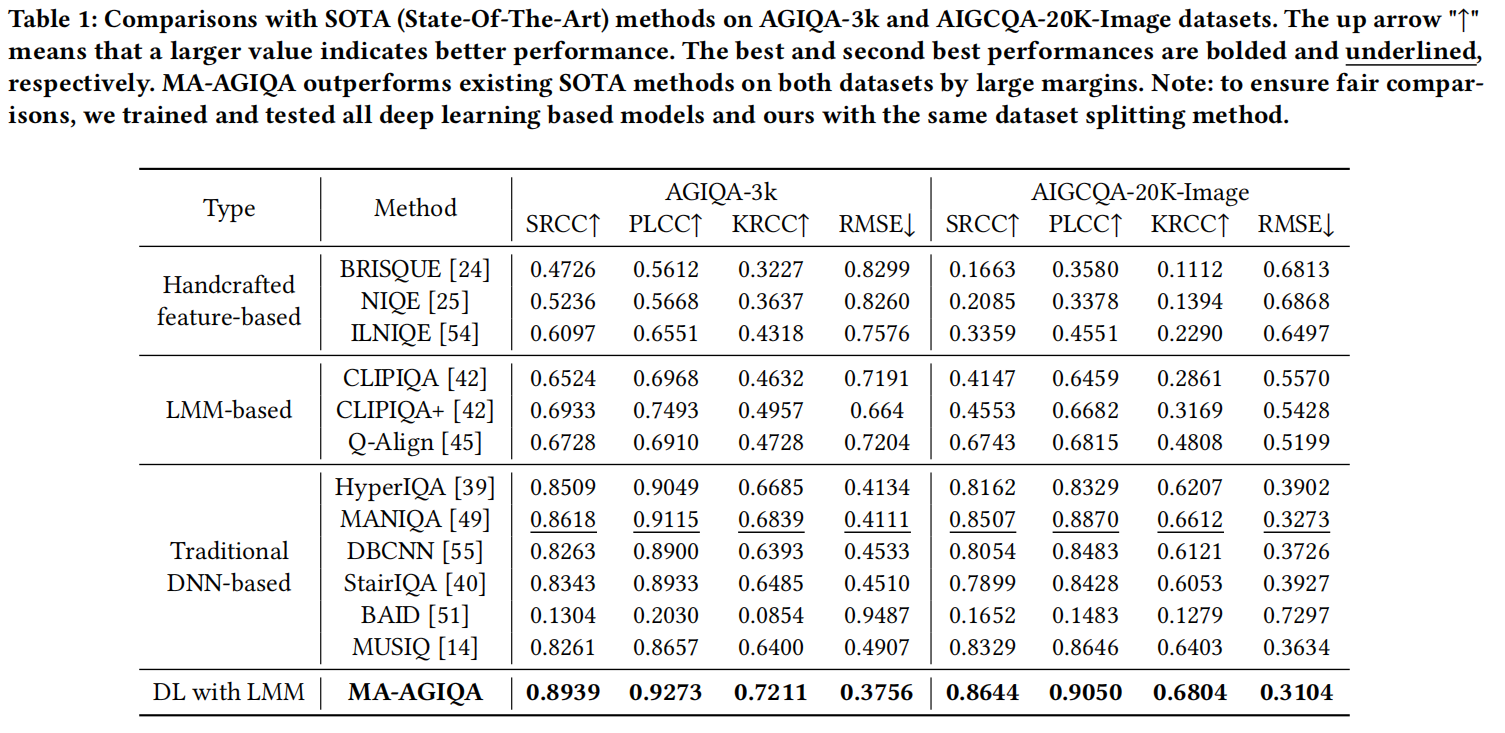 Table 1: Comparisons with SOTA (State-Of-The-Art) methods on AGIQA-3k and AIGCQA-20K-Image datasets. The up arrow "↑"
means that a larger value indicates better performance. The best and second best performances are bolded and underlined,
respectively. MA-AGIQA outperforms existing SOTA methods on both datasets by large margins. Note: to ensure fair compar-
isons, we trained and tested all deep learning based models and ours with the same dataset splitting method.
Type Method AGIQA-3k AIGCQA-20K-Image
SRCC↑ PLCC↑ KRCC↑ RMSE↓ SRCC↑ PLCC↑ KRCC↑ RMSE↓
Handcrafted
feature-based
BRISQUE [24] 0.4726 0.5612 0.3227 0.8299 0.1663 0.3580 0.1112 0.6813
NIQE [25] 0.5236 0.5668 0.3637 0.8260 0.2085 0.3378 0.1394 0.6868
ILNIQE [54] 0.6097 0.6551 0.4318 0.7576 0.3359 0.4551 0.2290 0.6497
LMM-based
CLIPIQA [42] 0.6524 0.6968 0.4632 0.7191 0.4147 0.6459 0.2861 0.5570
CLIPIQA+ [42] 0.6933 0.7493 0.4957 0.664 0.4553 0.6682 0.3169 0.5428
Q-Align [45] 0.6728 0.6910 0.4728 0.7204 0.6743 0.6815 0.4808 0.5199
Traditional
DNN-based
HyperIQA [39] 0.8509 0.9049 0.6685 0.4134 0.8162 0.8329 0.6207 0.3902
MANIQA [49] 0.8618 0.9115 0.6839 0.4111 0.8507 0.8870 0.6612 0.3273
DBCNN [55] 0.8263 0.8900 0.6393 0.4533 0.8054 0.8483 0.6121 0.3726
StairIQA [40] 0.8343 0.8933 0.6485 0.4510 0.7899 0.8428 0.6053 0.3927
BAID [51] 0.1304 0.2030 0.0854 0.9487 0.1652 0.1483 0.1279 0.7297
MUSIQ [14] 0.8261 0.8657 0.6400 0.4907 0.8329 0.8646 0.6403 0.3634
DL with LMM MA-AGIQA 0.8939 0.9273 0.7211 0.3756 0.8644 0.9050 0.6804 0.3104